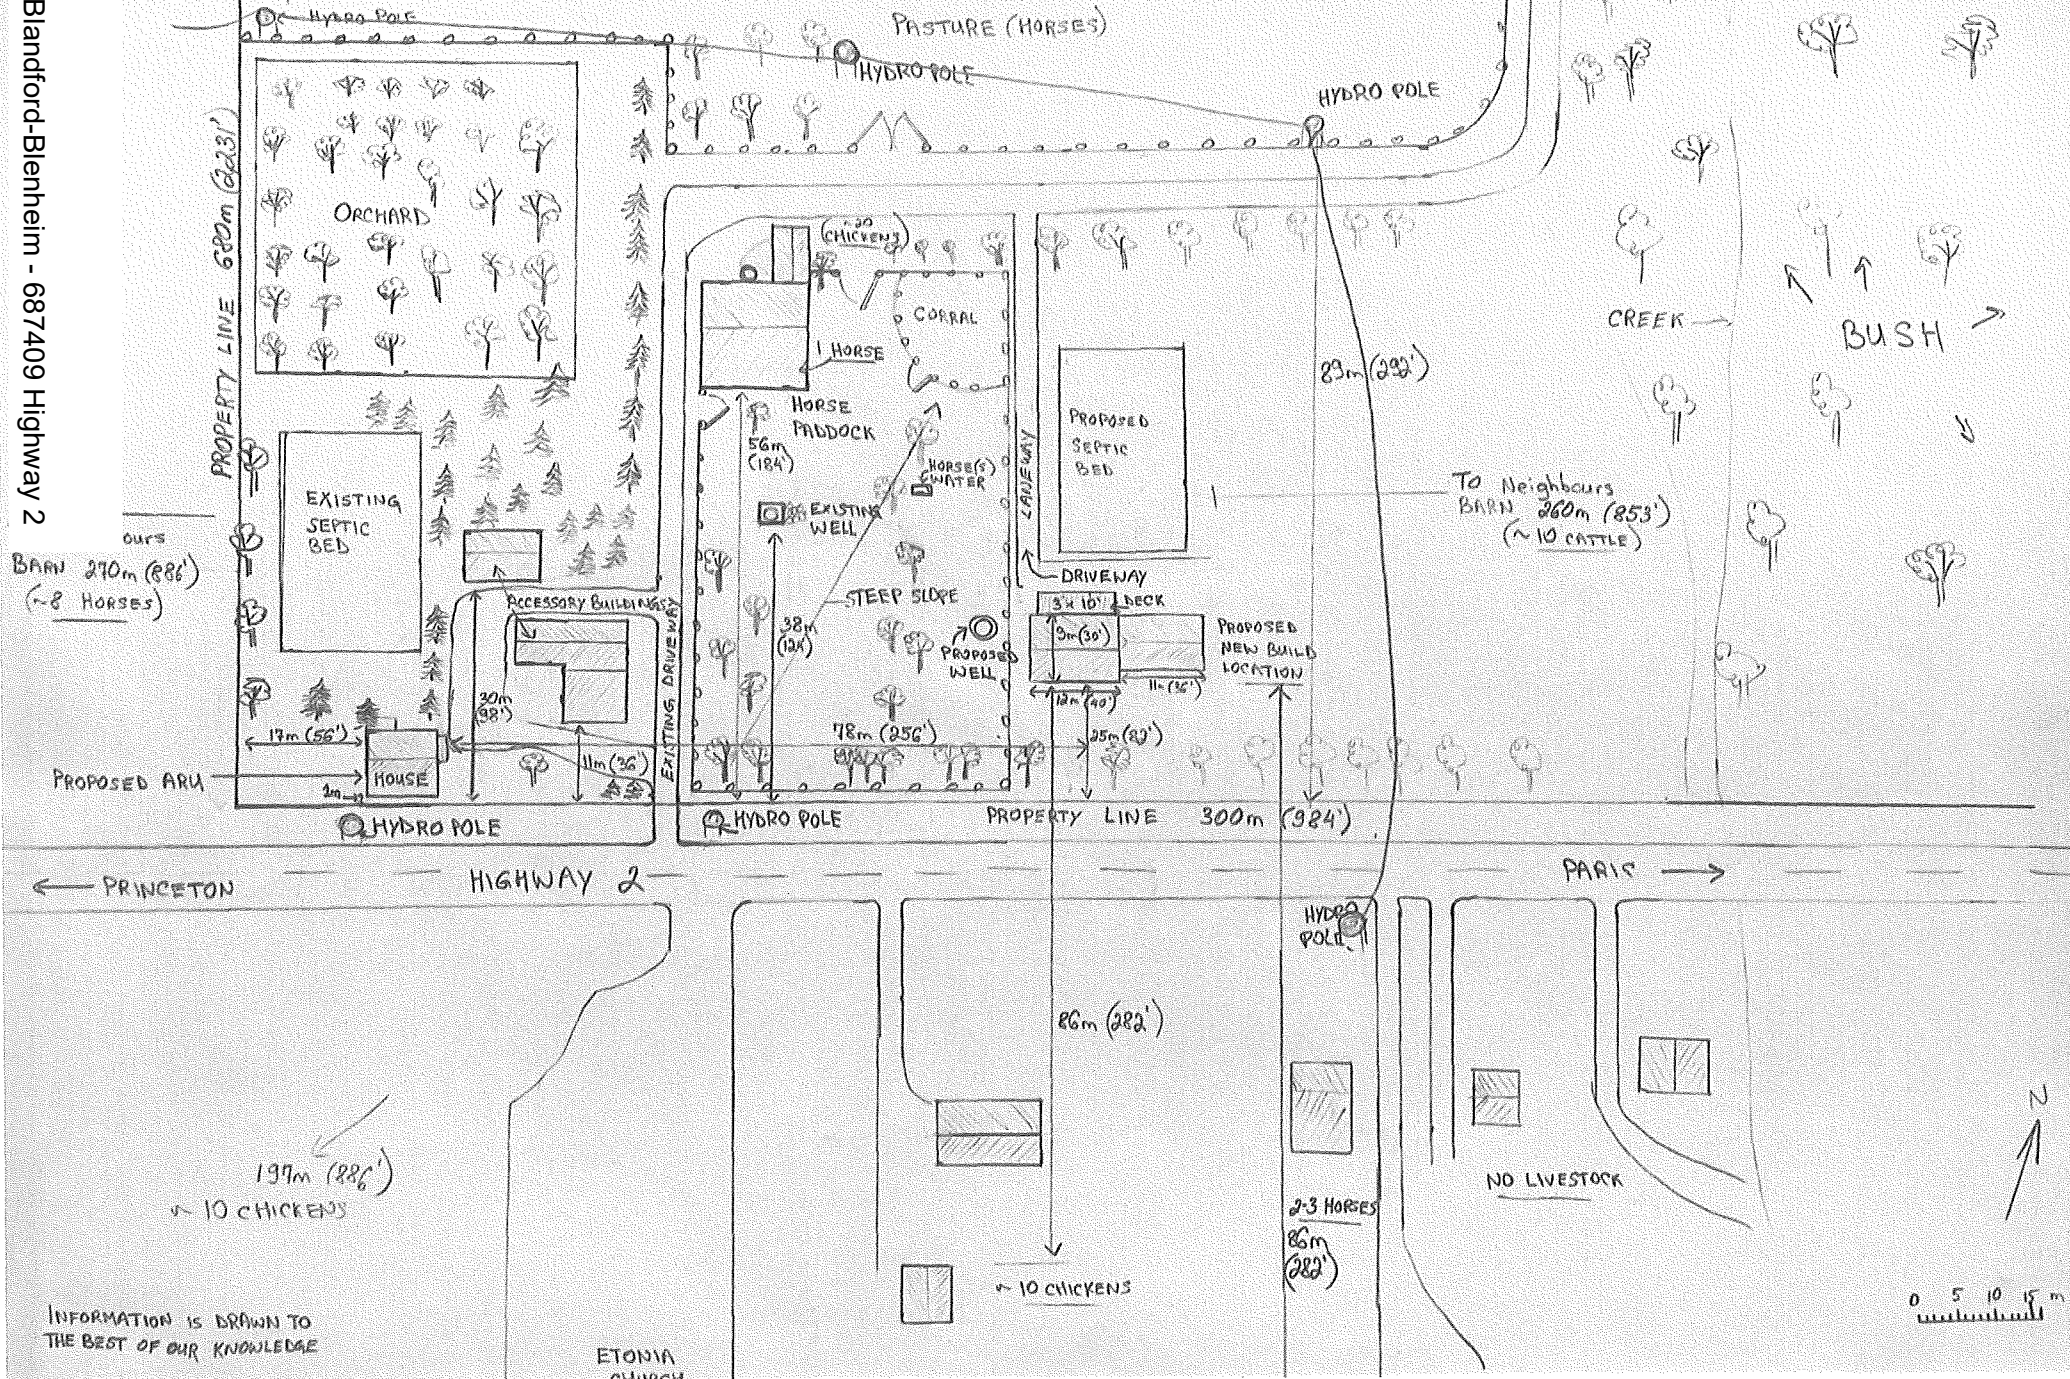 Blandford-Blenheim - 687409 Highway 2
HYDRO POLE
PASTURE (HORSES)
HYDRO POLE
HYDRO POLE
PROPERTY LINE 680m (2231')
ORCHARD
~20
(CHICKENS)
CORRAL
1 HORSE
HORSE
PADDOCK
56m
(184')
HORSE(S)
WATER
EXISTING
WELL
LANEWAY
PROPOSED
SEPTIC
BED
89m (292')
CREEK
BUSH
TO Neighbours
BARN 260m (853')
(~10 CATTLE)
EXISTING
SEPTIC
BED
ours
BARN 270m (886')
(~8 HORSES)
ACCESSORY BUILDINGS
EXISTING DRIVEWAY
STEEP SLOPE
38m
DRIVEWAY
3'x10'
DECK
9m (30')
PROPOSED
WELL
PROPOSED
NEW BUILD
LOCATION
12m (40')
11m (36')
30m
(98')
17m (56')
78m (256')
25m (82')
11m (36')
PROPOSED ARU
HOUSE
HYDRO POLE
HYDRO POLE
PROPERTY LINE 300m (984')
PRINCETON
HIGHWAY 2
PARIS
HYDRO
POLE
86m (282')
197m (886')
~ 10 CHICKENS
NO LIVESTOCK
2-3 HORSES
86m
(282')
~ 10 CHICKENS
N
0 5 10 15 m
INFORMATION IS DRAWN TO
THE BEST OF OUR KNOWLEDGE
ETONIA
CHURCH